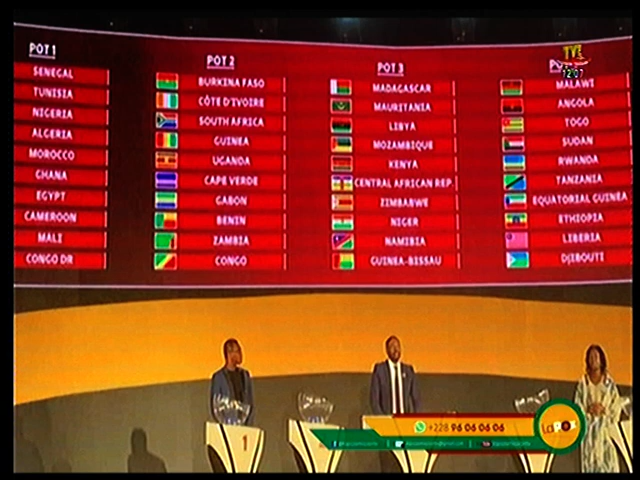 POT 1
SENEGAL
TUNISIA
NIGERIA
ALGERIA
MOROCCO
GHANA
EGYPT
CAMEROON
MALI
CONGO DR
POT 2
BURKINA FASO
CÔTE D'IVOIRE
SOUTH AFRICA
GUINEA
UGANDA
CAPE VERDE
GABON
BENIN
ZAMBIA
CONGO
POT 3
MADAGASCAR
MAURITANIA
LIBYA
MOZAMBIQUE
KENYA
CENTRAL AFRICAN REP
ZIMBABWE
NIGER
NAMIBIA
GUINEA-BISSAU
MALAWI
ANGOLA
TOGO
SUDAN
RWANDA
TANZANIA
EQUATORIAL GUINEA
ETHIOPIA
LIBERIA
DJIBOUTI
12:07
1
+228 96 06 06 06